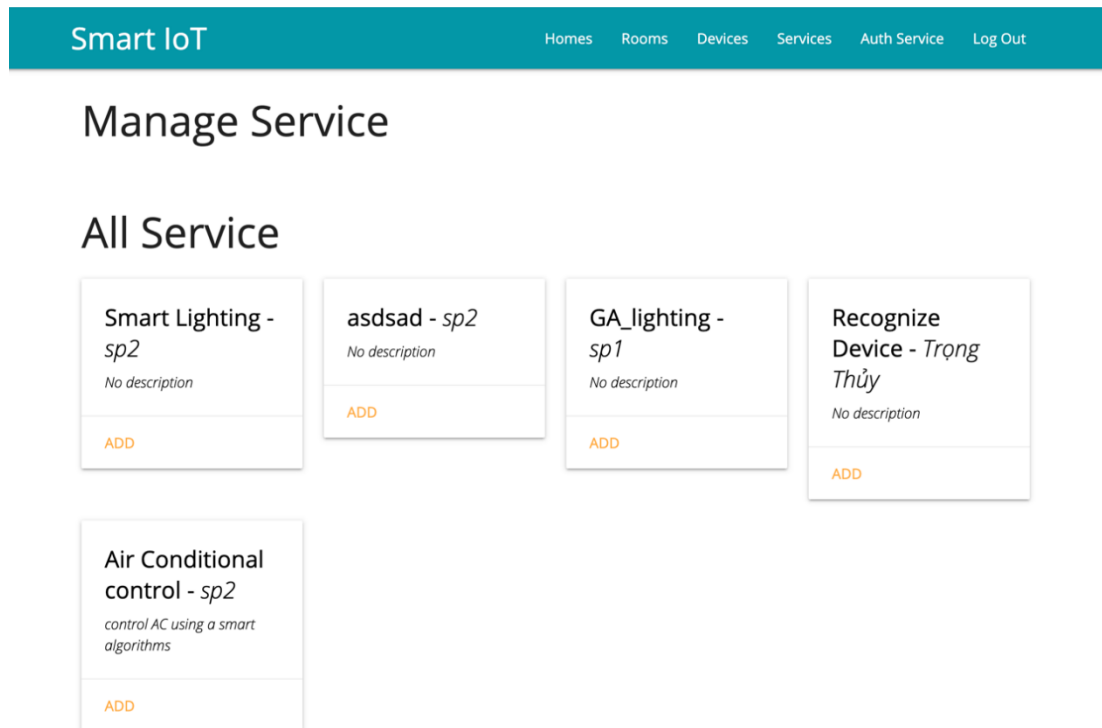 Smart IoT
Homes Rooms Devices Services Auth Service Log Out
Manage Service
All Service
Smart Lighting -
sp2
No description
ADD
asdsad - sp2
No description
ADD
GA_lighting -
sp1
No description
ADD
Recognize
Device - Trọng
Thủy
No description
ADD
Air Conditional
control - sp2
control AC using a smart
algorithms
ADD